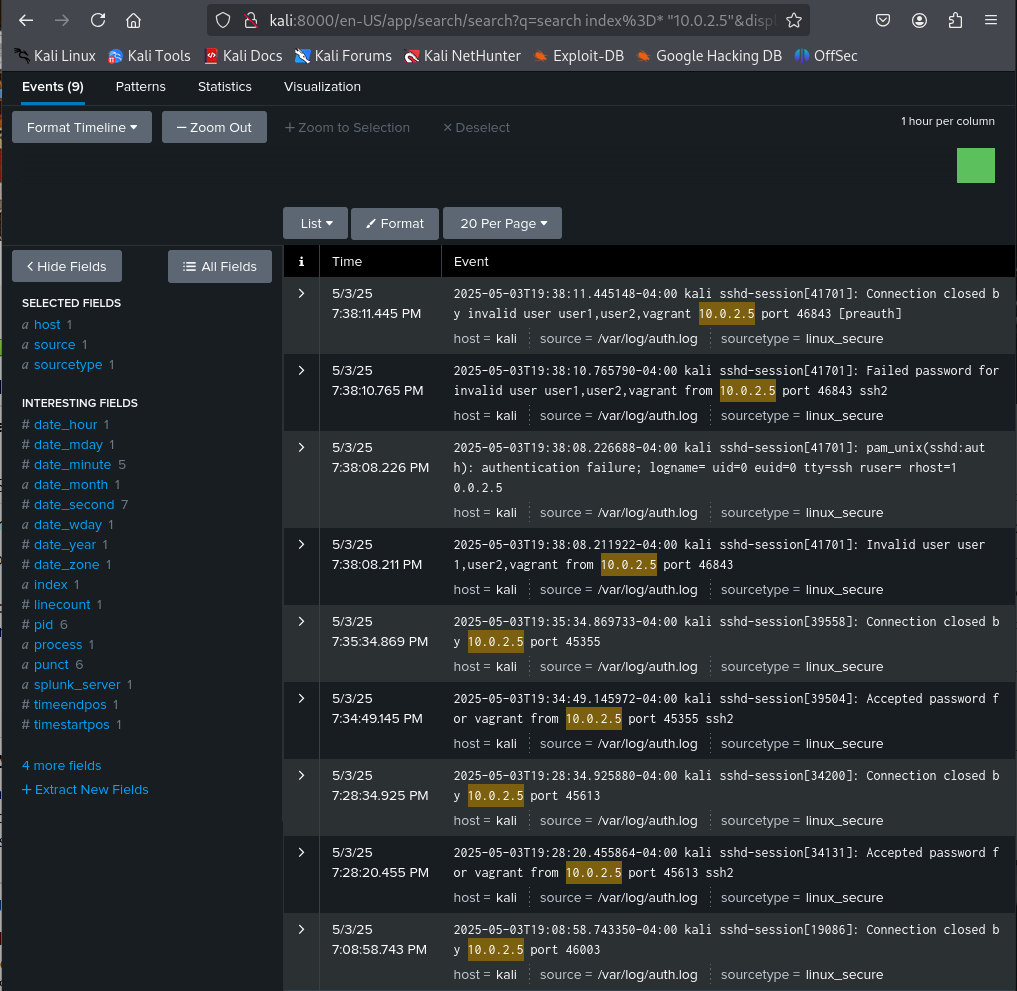 kali:8000/en-US/app/search/search?q=search index%3D* "10.0.2.5"&displ
Kali Linux Kali Tools Kali Docs Kali Forums Kali NetHunter Exploit-DB Google Hacking DB OffSec
Events (9) Patterns Statistics Visualization
Format Timeline — Zoom Out + Zoom to Selection × Deselect
1 hour per column
List Format 20 Per Page
< Hide Fields All Fields
SELECTED FIELDS
a host 1
a source 1
a sourcetype 1
INTERESTING FIELDS
# date_hour 1
# date_mday 1
# date_minute 5
a date_month 1
# date_second 7
a date_wday 1
# date_year 1
# date_zone 1
a index 1
# linecount 1
# pid 6
a process 1
a punct 6
a splunk_server 1
# timeendpos 1
# timestartpos 1
4 more fields
+ Extract New Fields
i Time Event
5/3/25
7:38:11.445 PM
2025-05-03T19:38:11.445148-04:00 kali sshd-session[41701]: Connection closed b
y invalid user user1,user2,vagrant 10.0.2.5 port 46843 [preauth]
host = kali source = /var/log/auth.log sourcetype = linux_secure
5/3/25
7:38:10.765 PM
2025-05-03T19:38:10.765790-04:00 kali sshd-session[41701]: Failed password for
invalid user user1,user2,vagrant from 10.0.2.5 port 46843 ssh2
host = kali source = /var/log/auth.log sourcetype = linux_secure
5/3/25
7:38:08.226 PM
2025-05-03T19:38:08.226688-04:00 kali sshd-session[41701]: pam_unix(sshd:aut
h): authentication failure; logname= uid=0 euid=0 tty=ssh ruser= rhost=1
0.0.2.5
host = kali source = /var/log/auth.log sourcetype = linux_secure
5/3/25
7:38:08.211 PM
2025-05-03T19:38:08.211922-04:00 kali sshd-session[41701]: Invalid user user
1,user2,vagrant from 10.0.2.5 port 46843
host = kali source = /var/log/auth.log sourcetype = linux_secure
5/3/25
7:35:34.869 PM
2025-05-03T19:35:34.869733-04:00 kali sshd-session[39558]: Connection closed b
y 10.0.2.5 port 45355
host = kali source = /var/log/auth.log sourcetype = linux_secure
5/3/25
7:34:49.145 PM
2025-05-03T19:34:49.145972-04:00 kali sshd-session[39504]: Accepted password f
or vagrant from 10.0.2.5 port 45355 ssh2
host = kali source = /var/log/auth.log sourcetype = linux_secure
5/3/25
7:28:34.925 PM
2025-05-03T19:28:34.925880-04:00 kali sshd-session[34200]: Connection closed b
y 10.0.2.5 port 45613
host = kali source = /var/log/auth.log sourcetype = linux_secure
5/3/25
7:28:20.455 PM
2025-05-03T19:28:20.455864-04:00 kali sshd-session[34131]: Accepted password f
or vagrant from 10.0.2.5 port 45613 ssh2
host = kali source = /var/log/auth.log sourcetype = linux_secure
5/3/25
7:08:58.743 PM
2025-05-03T19:08:58.743350-04:00 kali sshd-session[19086]: Connection closed b
y 10.0.2.5 port 46003
host = kali source = /var/log/auth.log sourcetype = linux_secure